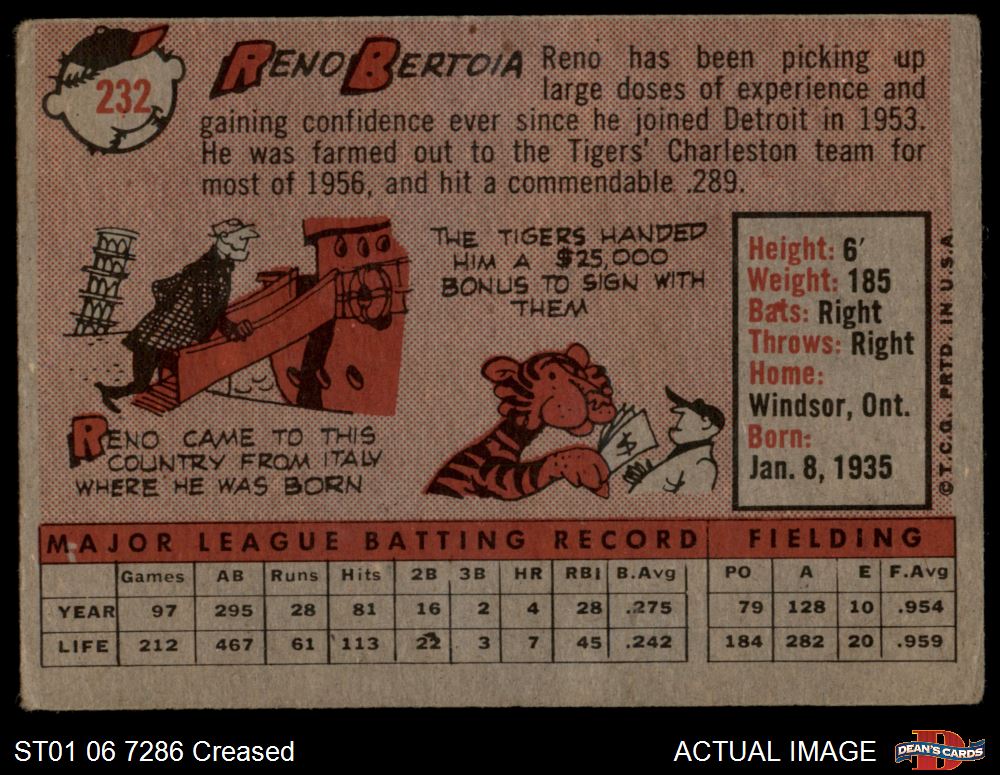 232
RENO BERTOIA
Reno has been picking up
large doses of experience and
gaining confidence ever since he joined Detroit in 1953.
He was farmed out to the Tigers' Charleston team for
most of 1956, and hit a commendable .289.
THE TIGERS HANDED
HIM A $25,000
BONUS TO SIGN WITH
THEM
$
RENO CAME TO THIS
COUNTRY FROM ITALY
WHERE HE WAS BORN
Height: 6'
Weight: 185
Bats: Right
Throws: Right
Home:
Windsor, Ont.
Born:
Jan. 8, 1935
© T.C.G. PRTD. IN U.S.A.
MAJOR LEAGUE BATTING RECORD FIELDING
Games AB Runs Hits 2B 3B HR RBI B.Avg PO A E F.Avg
YEAR 97 295 28 81 16 2 4 28 .275 79 128 10 .954
LIFE 212 467 61 113 22 3 7 45 .242 184 282 20 .959
ST01 06 7286 Creased
ACTUAL IMAGE
DEAN'S CARDS